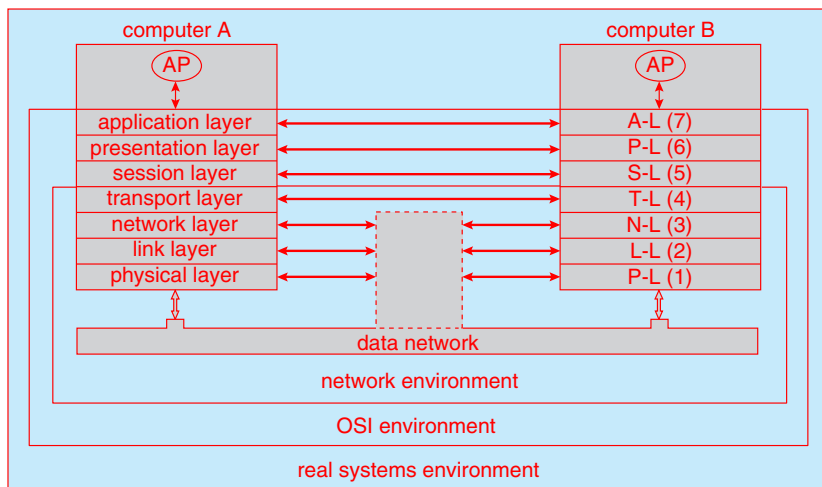 computer A
computer B
AP
AP
application layer
A-L (7)
presentation layer
P-L (6)
session layer
S-L (5)
transport layer
T-L (4)
network layer
N-L (3)
link layer
L-L (2)
physical layer
P-L (1)
data network
network environment
OSI environment
real systems environment